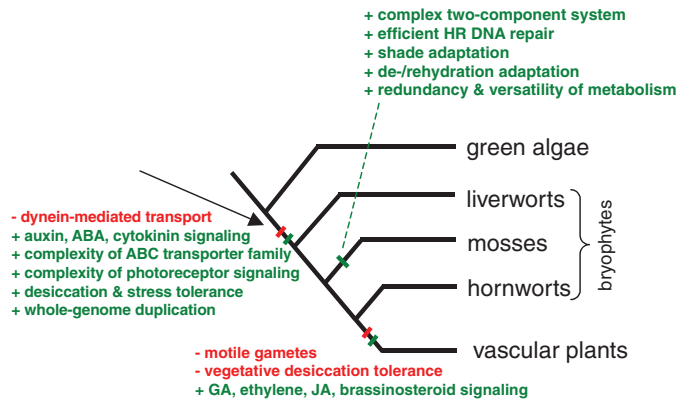 + complex two-component system
+ efficient HR DNA repair
+ shade adaptation
+ de-/rehydration adaptation
+ redundancy & versatility of metabolism
green algae
liverworts
mosses
hornworts
bryophytes
vascular plants
- dynein-mediated transport
+ auxin, ABA, cytokinin signaling
+ complexity of ABC transporter family
+ complexity of photoreceptor signaling
+ desiccation & stress tolerance
+ whole-genome duplication
- motile gametes
- vegetative desiccation tolerance
+ GA, ethylene, JA, brassinosteroid signaling